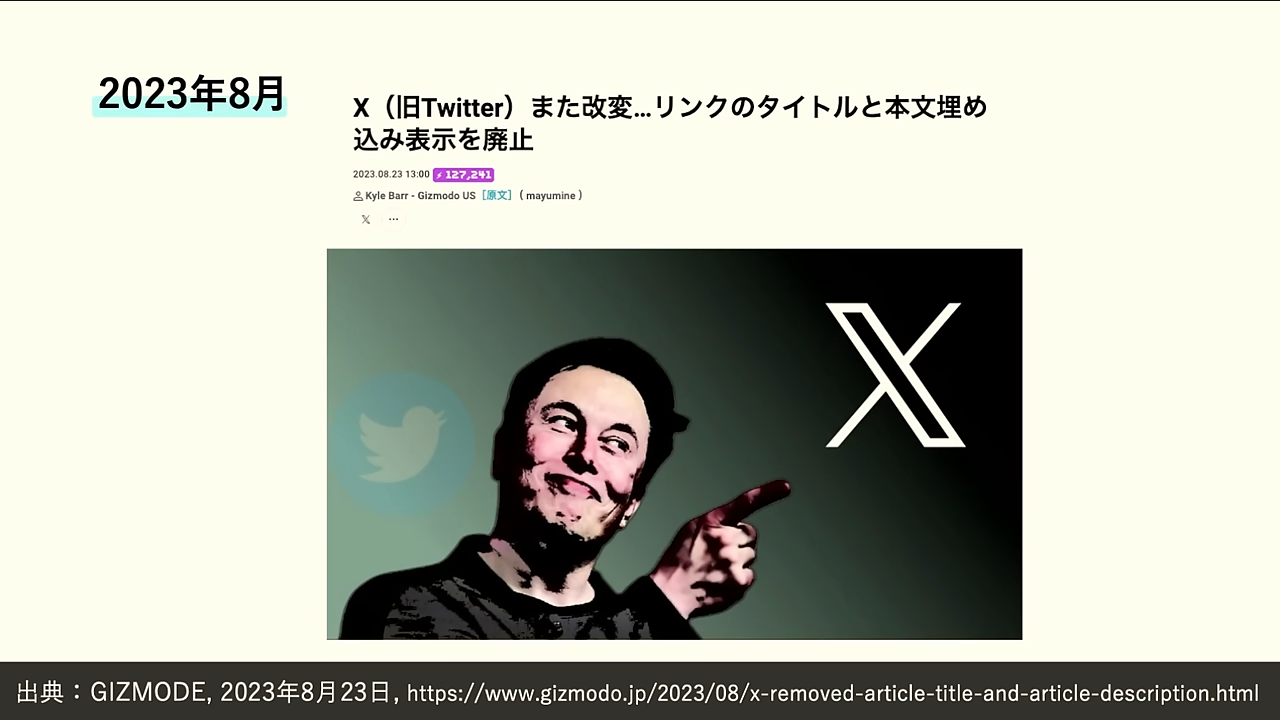 2023年8月
X（旧Twitter）また改変…リンクのタイトルと本文埋め
込み表示を廃止
2023.08.23 13:00 127,241
Kyle Barr - Gizmodo US［原文］( mayumine )
出典：GIZMODE, 2023年8月23日, https://www.gizmodo.jp/2023/08/x-removed-article-title-and-article-description.html